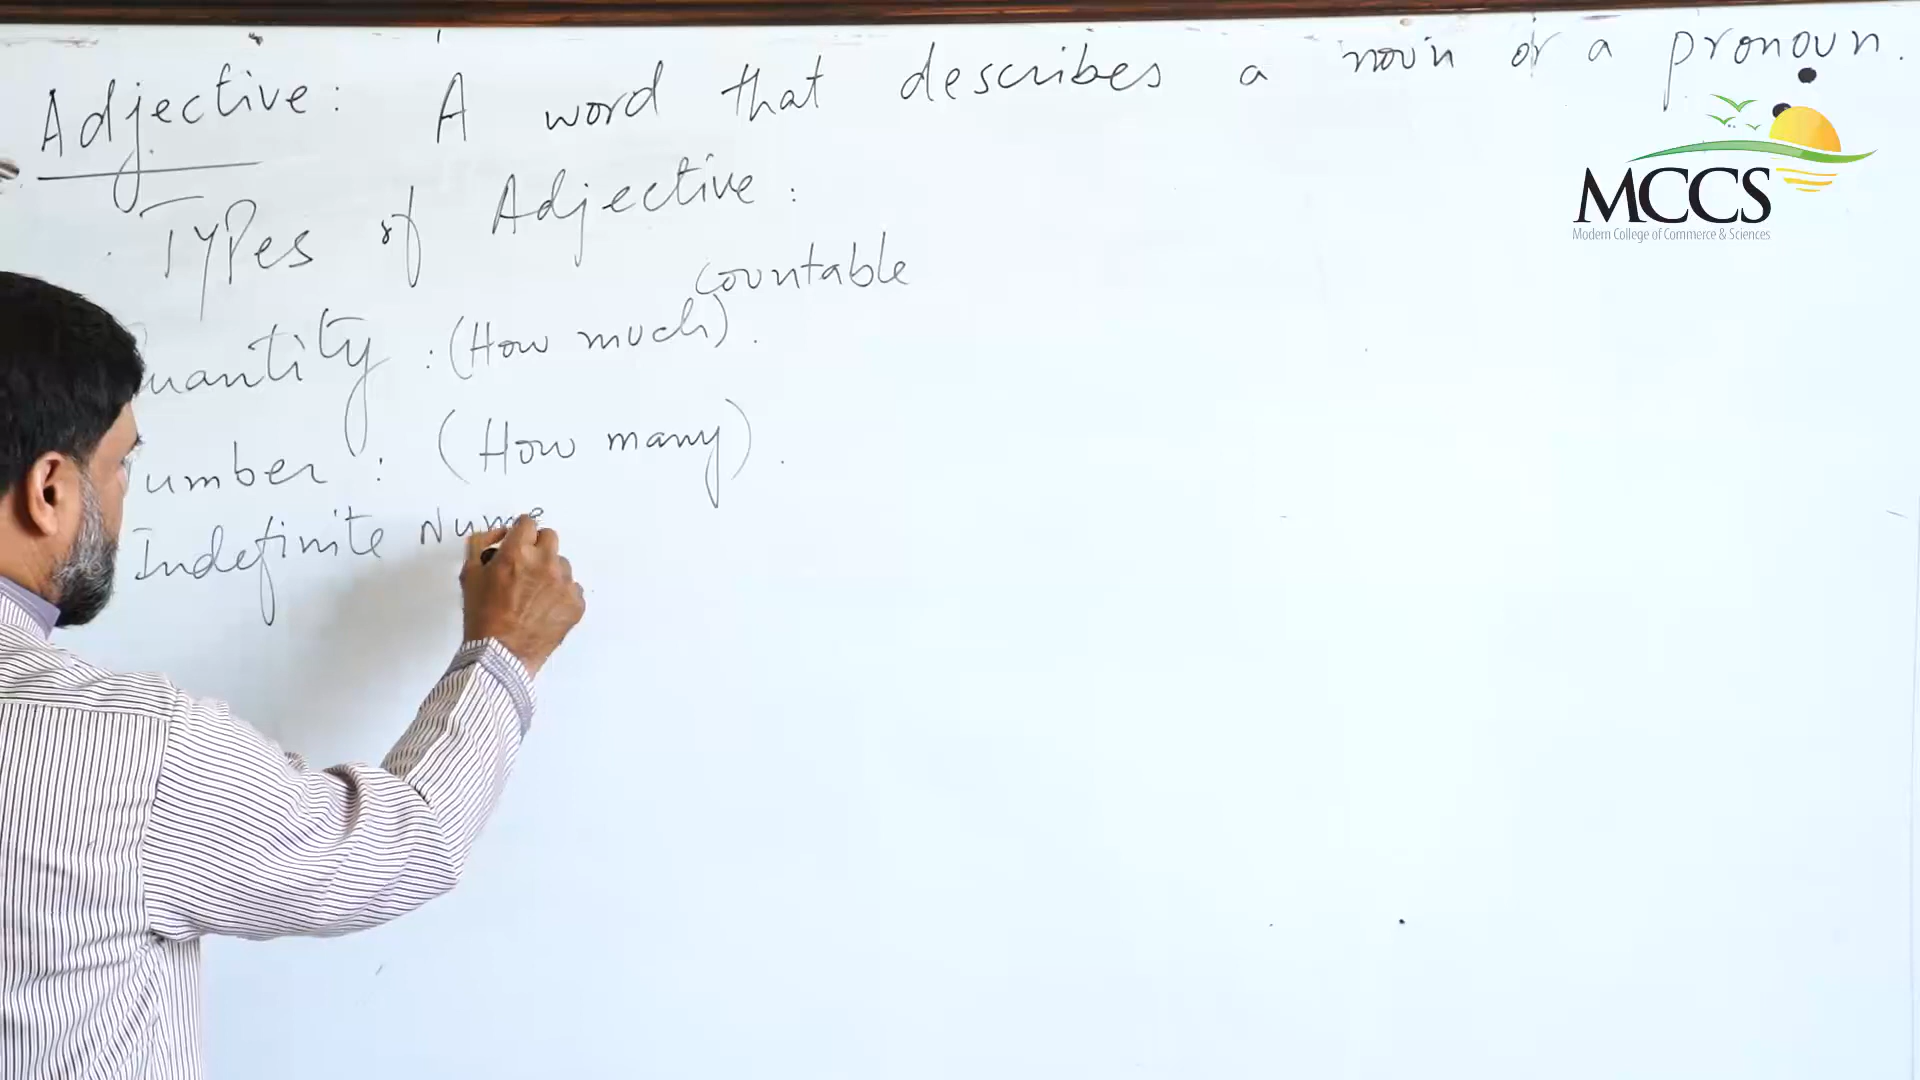 Adjective: A word that describes a noun or a pronoun.
Types of Adjective:
countable
uantity: (How much).
umber: (How many).
Indefinite Nume
MCCS
Modern College of Commerce & Sciences